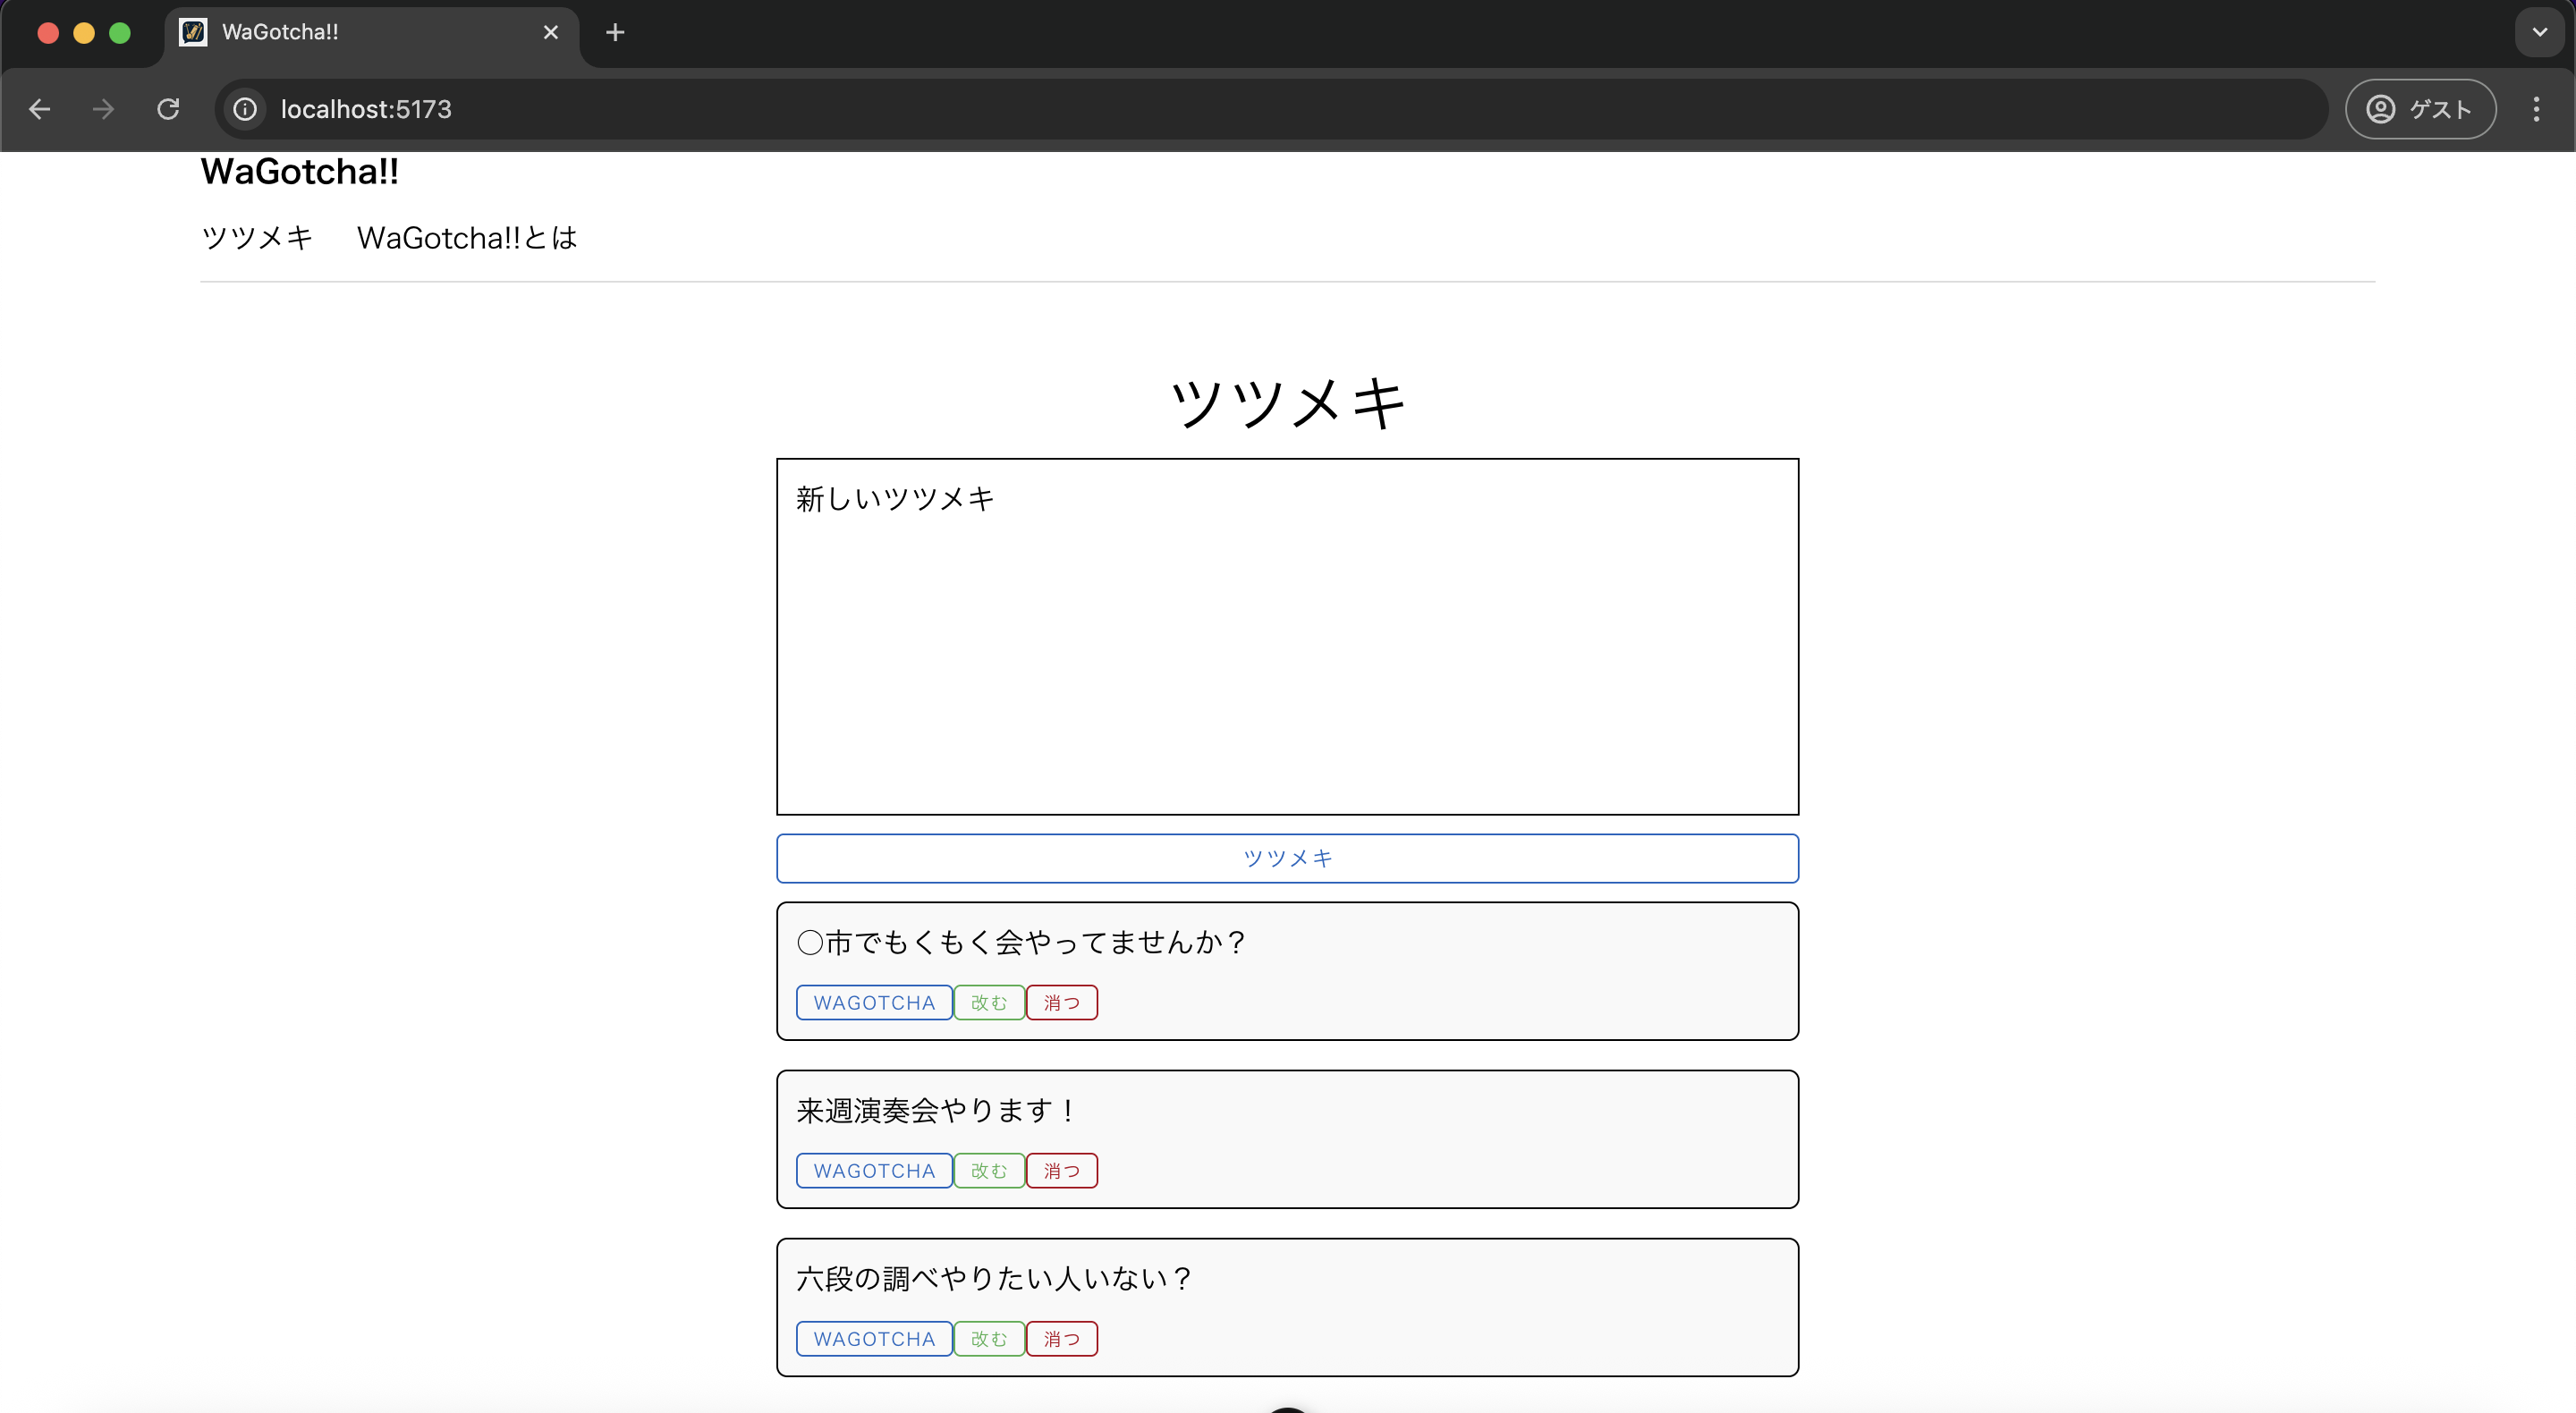 WaGotcha!!
localhost:5173
ゲスト
WaGotcha!!
ツツメキ WaGotcha!!とは
ツツメキ
新しいツツメキ
ツツメキ
〇市でもくもく会やってませんか？
WAGOTCHA 改む 消つ
来週演奏会やります！
WAGOTCHA 改む 消つ
六段の調べやりたい人いない？
WAGOTCHA 改む 消つ